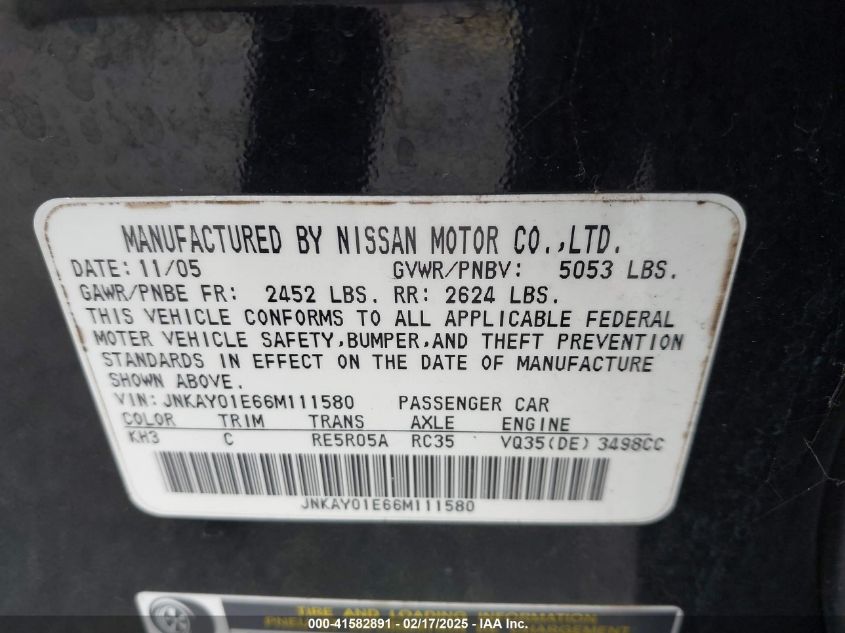 MANUFACTURED BY NISSAN MOTOR CO.,LTD.
DATE: 11/05 GVWR/PNBV: 5053 LBS.
GAWR/PNBE FR: 2452 LBS. RR: 2624 LBS.
THIS VEHICLE CONFORMS TO ALL APPLICABLE FEDERAL
MOTER VEHICLE SAFETY,BUMPER,AND THEFT PREVENTION
STANDARDS IN EFFECT ON THE DATE OF MANUFACTURE
SHOWN ABOVE.
VIN: JNKAY01E66M111580 PASSENGER CAR
COLOR TRIM TRANS AXLE ENGINE
KH3 C RE5R05A RC35 VQ35(DE) 3498CC
JNKAY01E66M111580
TIRE AND LOADING INFORMATION
000-41582891 - 02/17/2025 - IAA Inc.